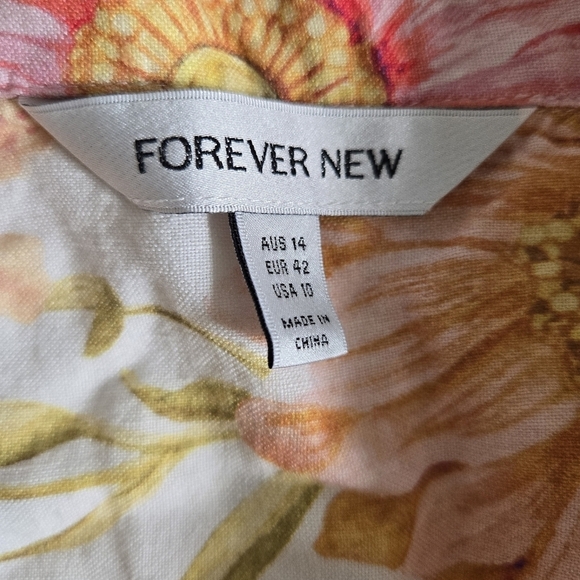 FOREVER NEW
AUS 14
EUR 42
USA 10
MADE IN
CHINA